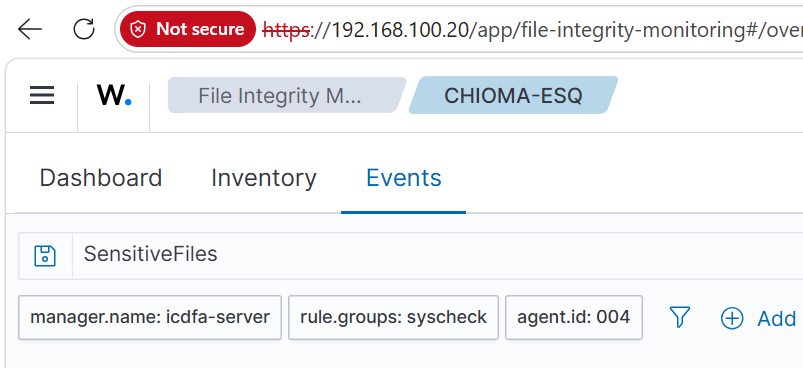 Not secure https://192.168.100.20/app/file-integrity-monitoring#/over
W. File Integrity M... CHIOMA-ESQ
Dashboard Inventory Events
SensitiveFiles
manager.name: icdfa-server rule.groups: syscheck agent.id: 004 Add